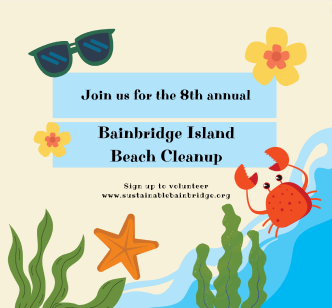 Join us for the 8th annual
Bainbridge Island
Beach Cleanup
Sign up to volunteer
www.sustainablebainbridge.org